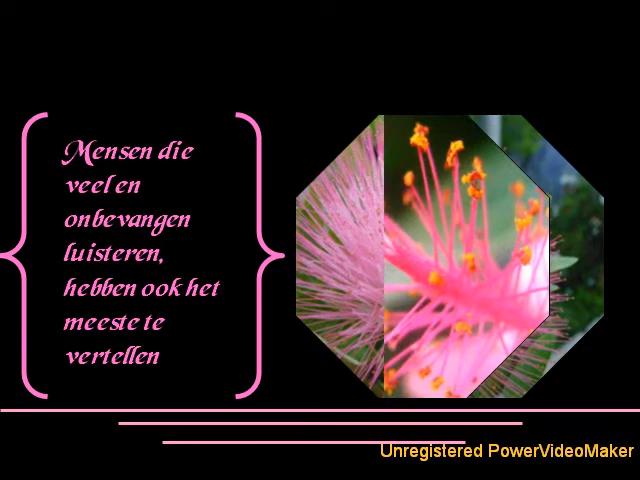 Mensen die
veel en
onbevangen
luisteren,
hebben ook het
meeste te
vertellen
Unregistered PowerVideoMaker